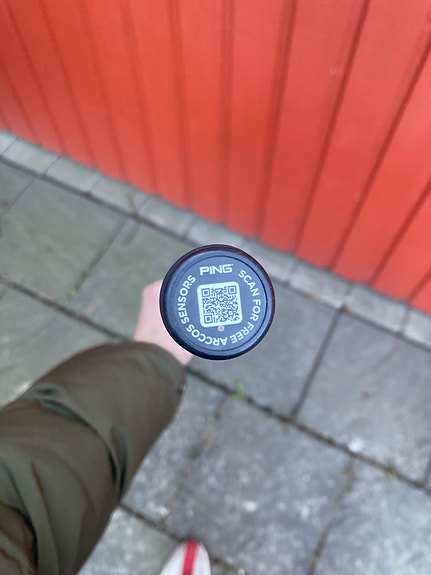 PING
SCAN FOR FREE ARCCOS SENSORS